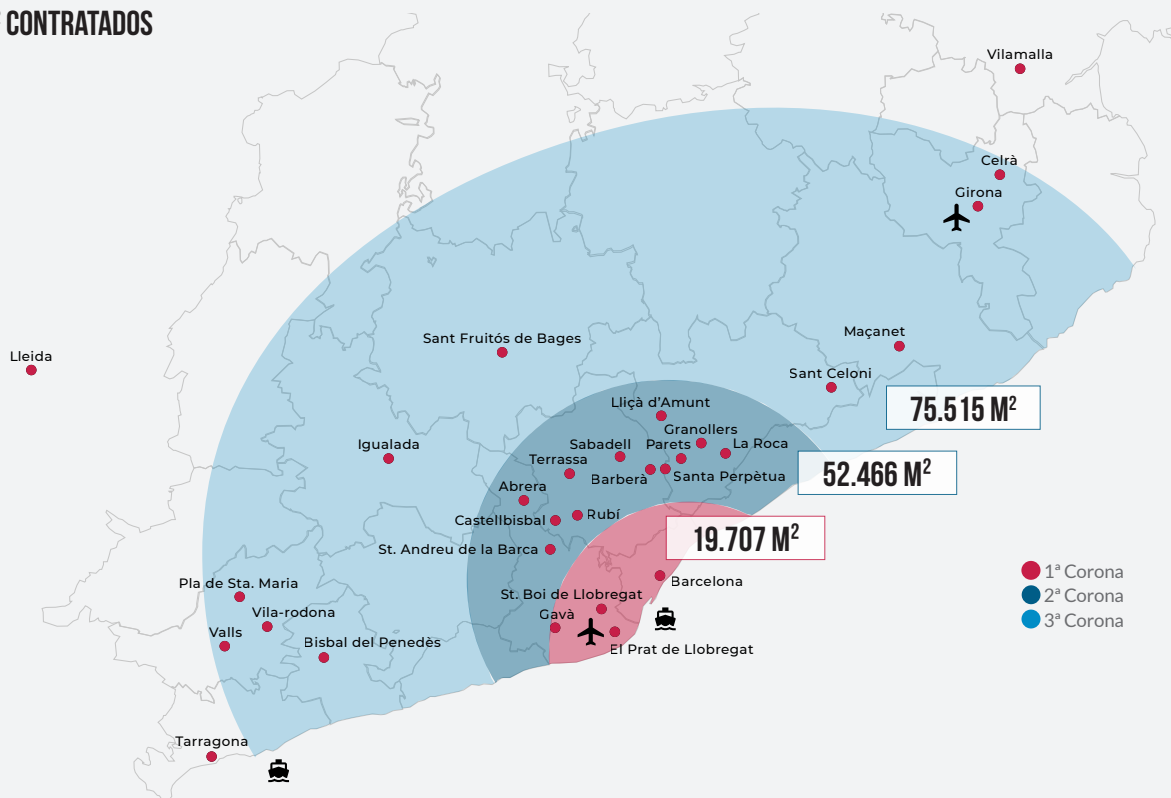 CONTRATADOS
Vilamalla
Celrà
Girona
Maçanet
Sant Fruitós de Bages
Lleida
Sant Celoni
75.515 M²
Lliçà d'Amunt
Granollers
Igualada
Sabadell
Parets
La Roca
Terrassa
52.466 M²
Barberà
Santa Perpètua
Abrera
Castellbisbal
Rubí
19.707 M²
St. Andreu de la Barca
1ª Corona
Barcelona
Pla de Sta. Maria
St. Boi de Llobregat
2ª Corona
Vila-rodona
Gavà
3ª Corona
Valls
Bisbal del Penedès
El Prat de Llobregat
Tarragona